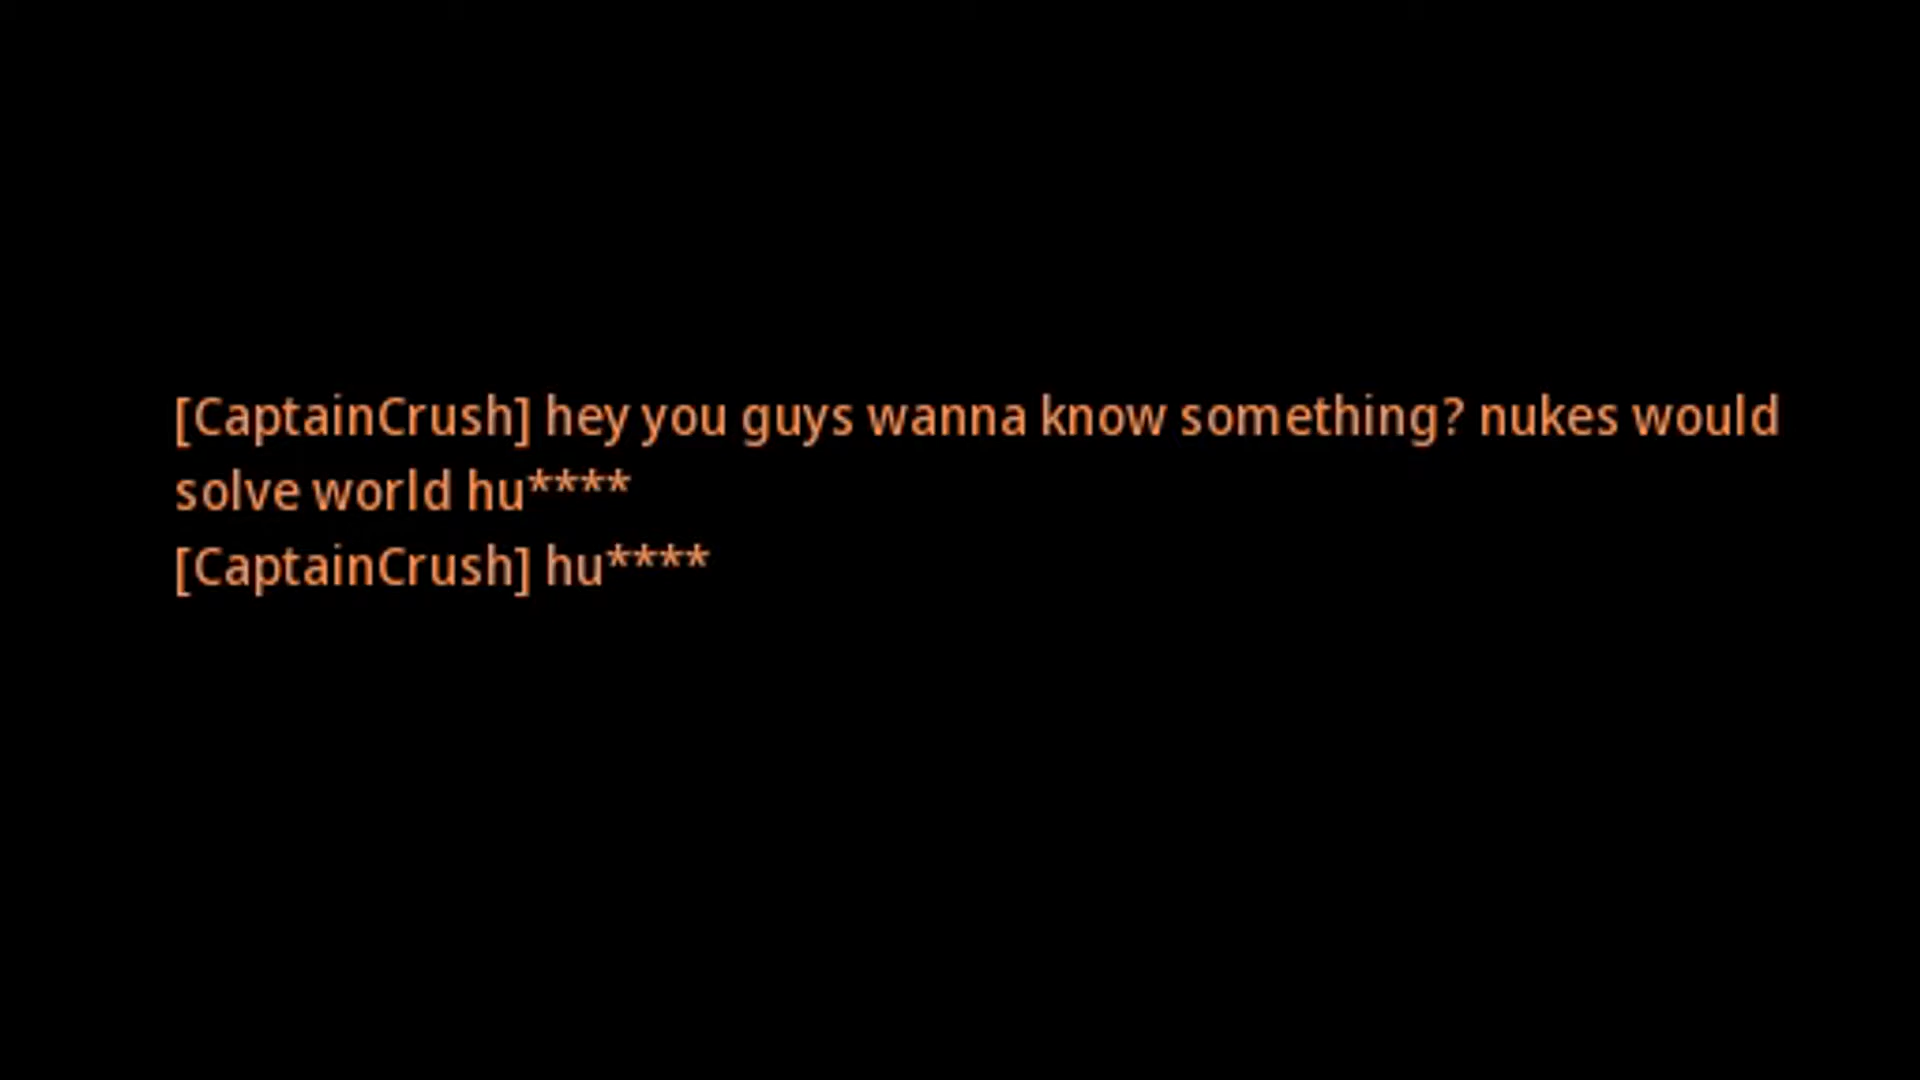 [CaptainCrush] hey you guys wanna know something? nukes would
solve world hu****
[CaptainCrush] hu****